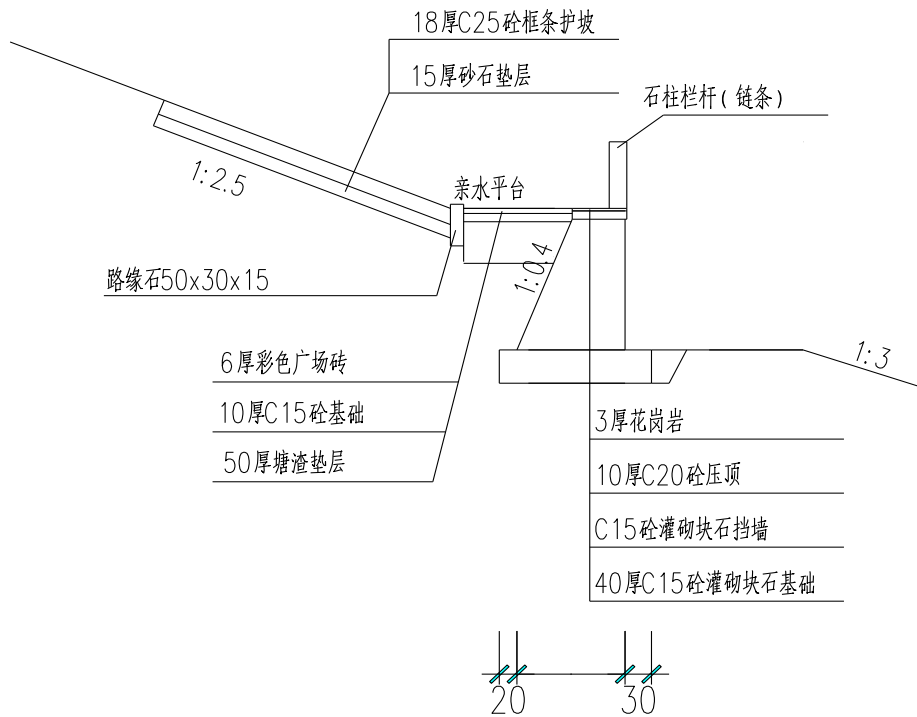 18厚C25砼框条护坡
15厚砂石垫层
石柱栏杆(链条)
1:2.5
亲水平台
1:0.4
路缘石50x30x15
1:3
6厚彩色广场砖
10厚C15砼基础
50厚塘渣垫层
3厚花岗岩
10厚C20砼压顶
C15砼灌砌块石挡墙
40厚C15砼灌砌块石基础
20
30